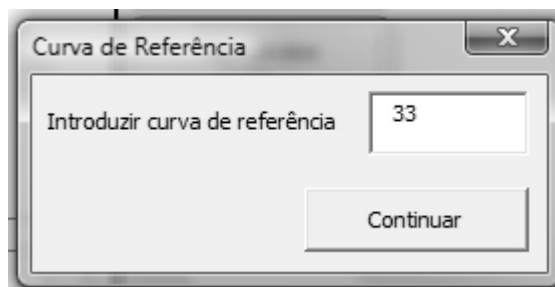 Curva de Referência
Introduzir curva de referência 33
Continuar